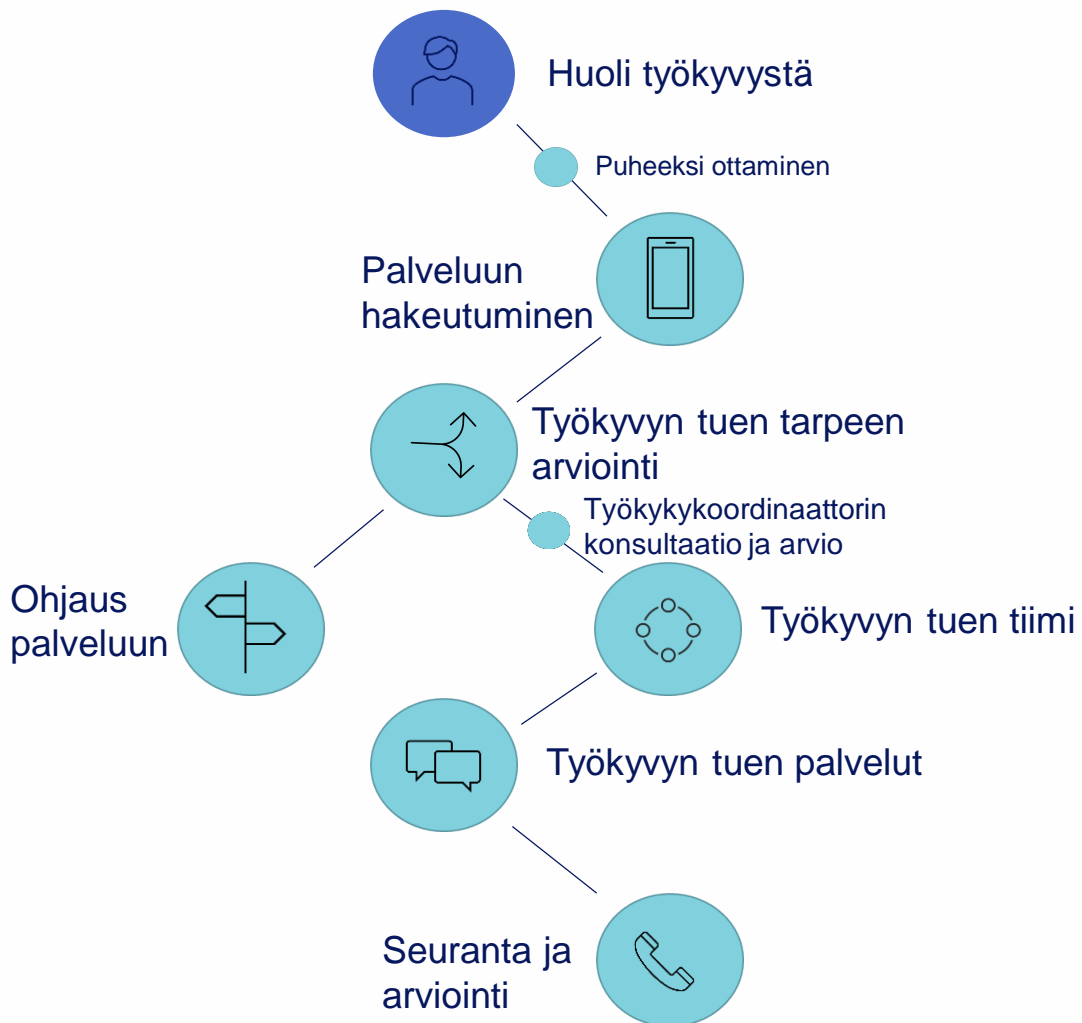 Huoli työkyvystä
Puheeksi ottaminen
Palveluun
hakeutuminen
Työkyvyn tuen tarpeen
arviointi
Työkykykoordinaattorin
konsultaatio ja arvio
Ohjaus
palveluun
Työkyvyn tuen tiimi
Työkyvyn tuen palvelut
Seuranta ja
arviointi